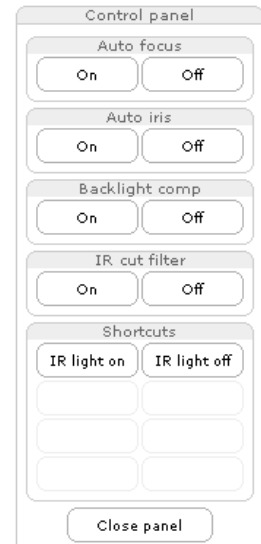 Control panel
Auto focus
On Off
Auto iris
On Off
Backlight comp
On Off
IR cut filter
On Off
Shortcuts
IR light on IR light off
Close panel